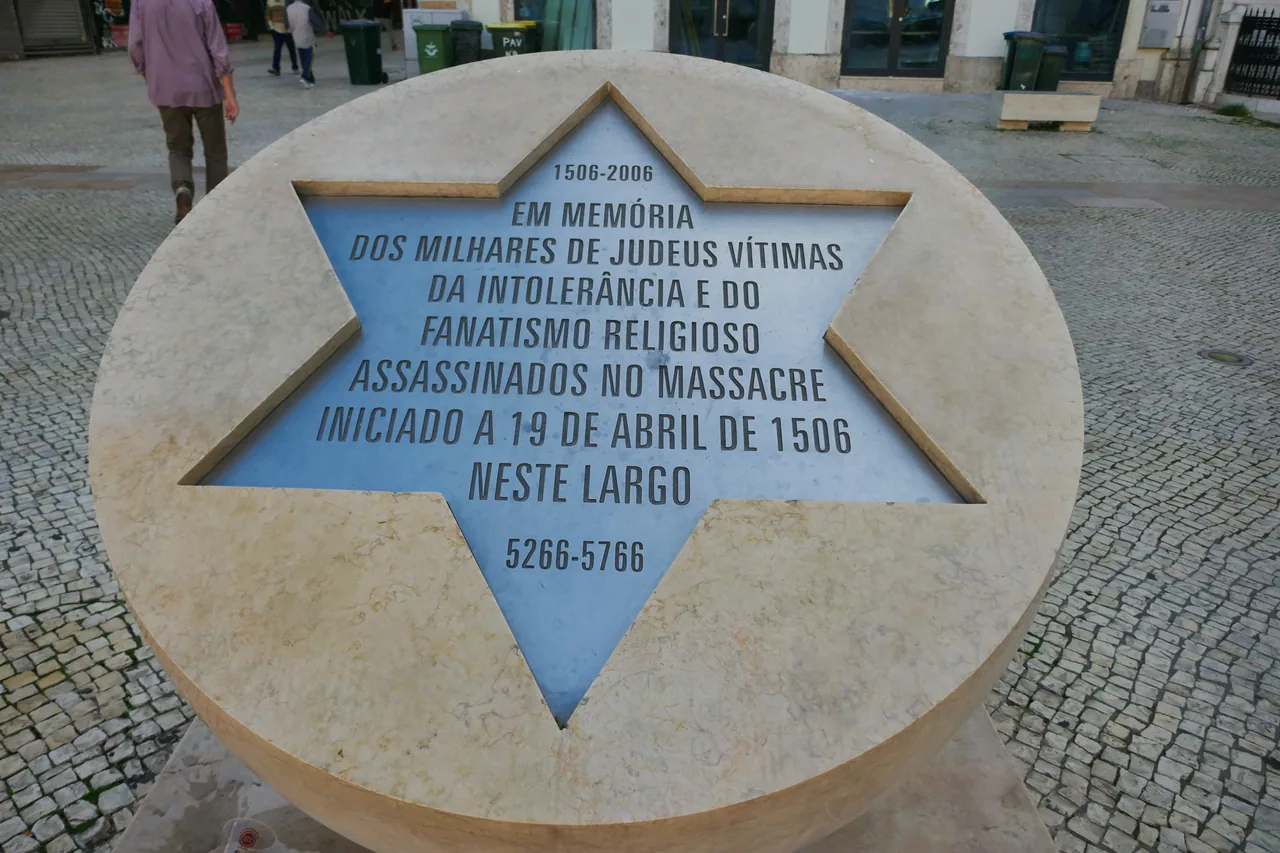 1506-2006
EM MEMÓRIA
DOS MILHARES DE JUDEUS VÍTIMAS
DA INTOLERÂNCIA E DO
FANATISMO RELIGIOSO
ASSASSINADOS NO MASSACRE
INICIADO A 19 DE ABRIL DE 1506
NESTE LARGO
5266-5766
PAV